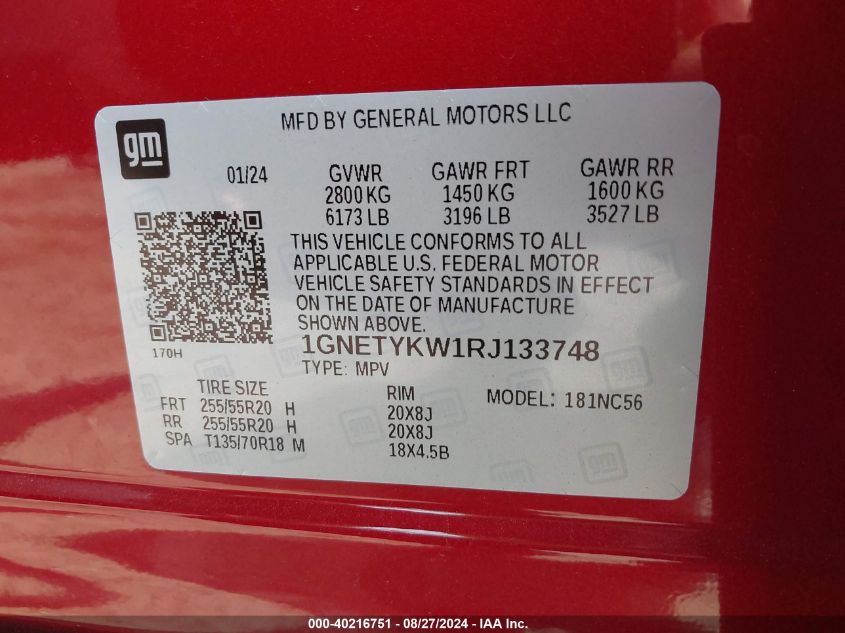 gm
MFD BY GENERAL MOTORS LLC
01/24 GVWR GAWR FRT GAWR RR
2800 KG 1450 KG 1600 KG
6173 LB 3196 LB 3527 LB
THIS VEHICLE CONFORMS TO ALL
APPLICABLE U.S. FEDERAL MOTOR
VEHICLE SAFETY STANDARDS IN EFFECT
ON THE DATE OF MANUFACTURE
SHOWN ABOVE.
170H
1GNETYKW1RJ133748
TYPE: MPV
TIRE SIZE RIM MODEL: 181NC56
FRT 255/55R20 H 20X8J
RR 255/55R20 H 20X8J
SPA T135/70R18 M 18X4.5B
000-40216751 - 08/27/2024 - IAA Inc.